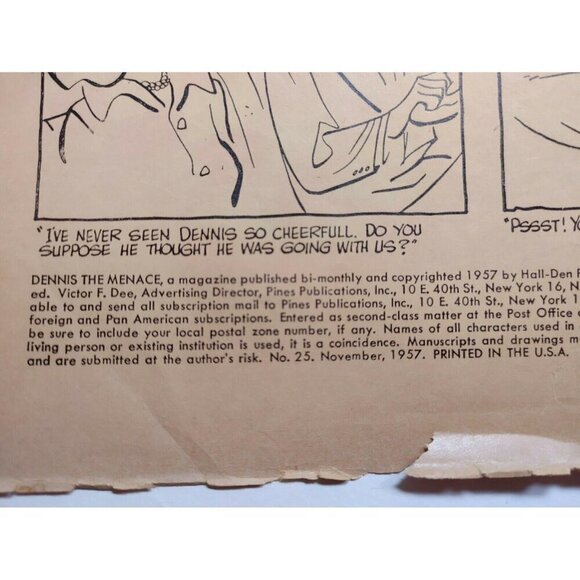 "I'VE NEVER SEEN DENNIS SO CHEERFULL. DO YOU
SUPPOSE HE THOUGHT HE WAS GOING WITH US?"
"PSSST!
DENNIS THE MENACE, a magazine published bi-monthly and copyrighted 1957 by Hall-Den
ed. Victor F. Dee, Advertising Director, Pines Publications, Inc., 10 E. 40th St., New York 16, N
able to and send all subscription mail to Pines Publications, Inc., 10 E. 40th St., New York 1
foreign and Pan American subscriptions. Entered as second-class matter at the Post Office
be sure to include your local postal zone number, if any. Names of all characters used in
living person or existing institution is used, it is a coincidence. Manuscripts and drawings m
and are submitted at the author's risk. No. 25. November, 1957. PRINTED IN THE U.S.A.